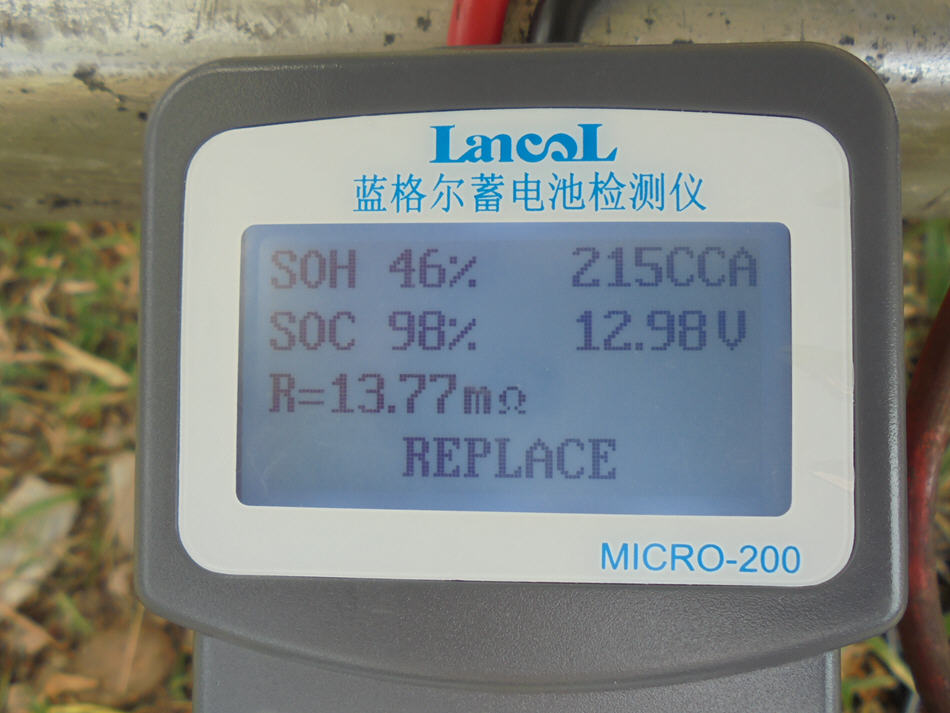 Lancol
蓝格尔蓄电池检测仪
SOH 46% 215CCA
SOC 98% 12.98V
R=13.77mΩ
REPLACE
MICRO-200